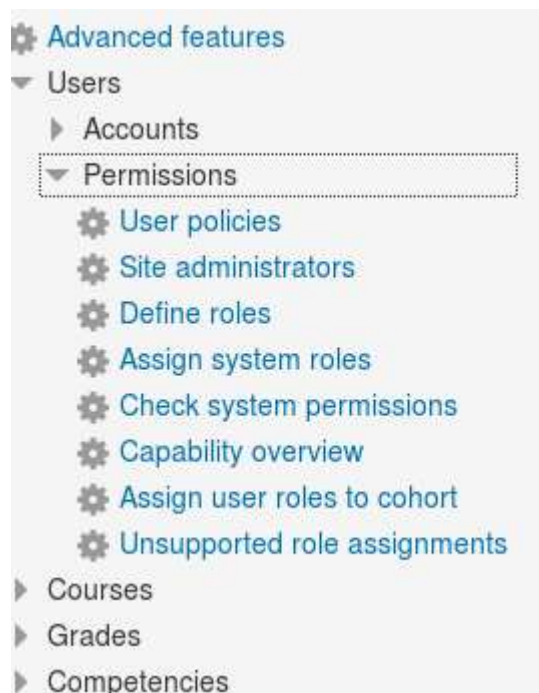 Advanced features
Users
Accounts
Permissions
User policies
Site administrators
Define roles
Assign system roles
Check system permissions
Capability overview
Assign user roles to cohort
Unsupported role assignments
Courses
Grades
Competencies